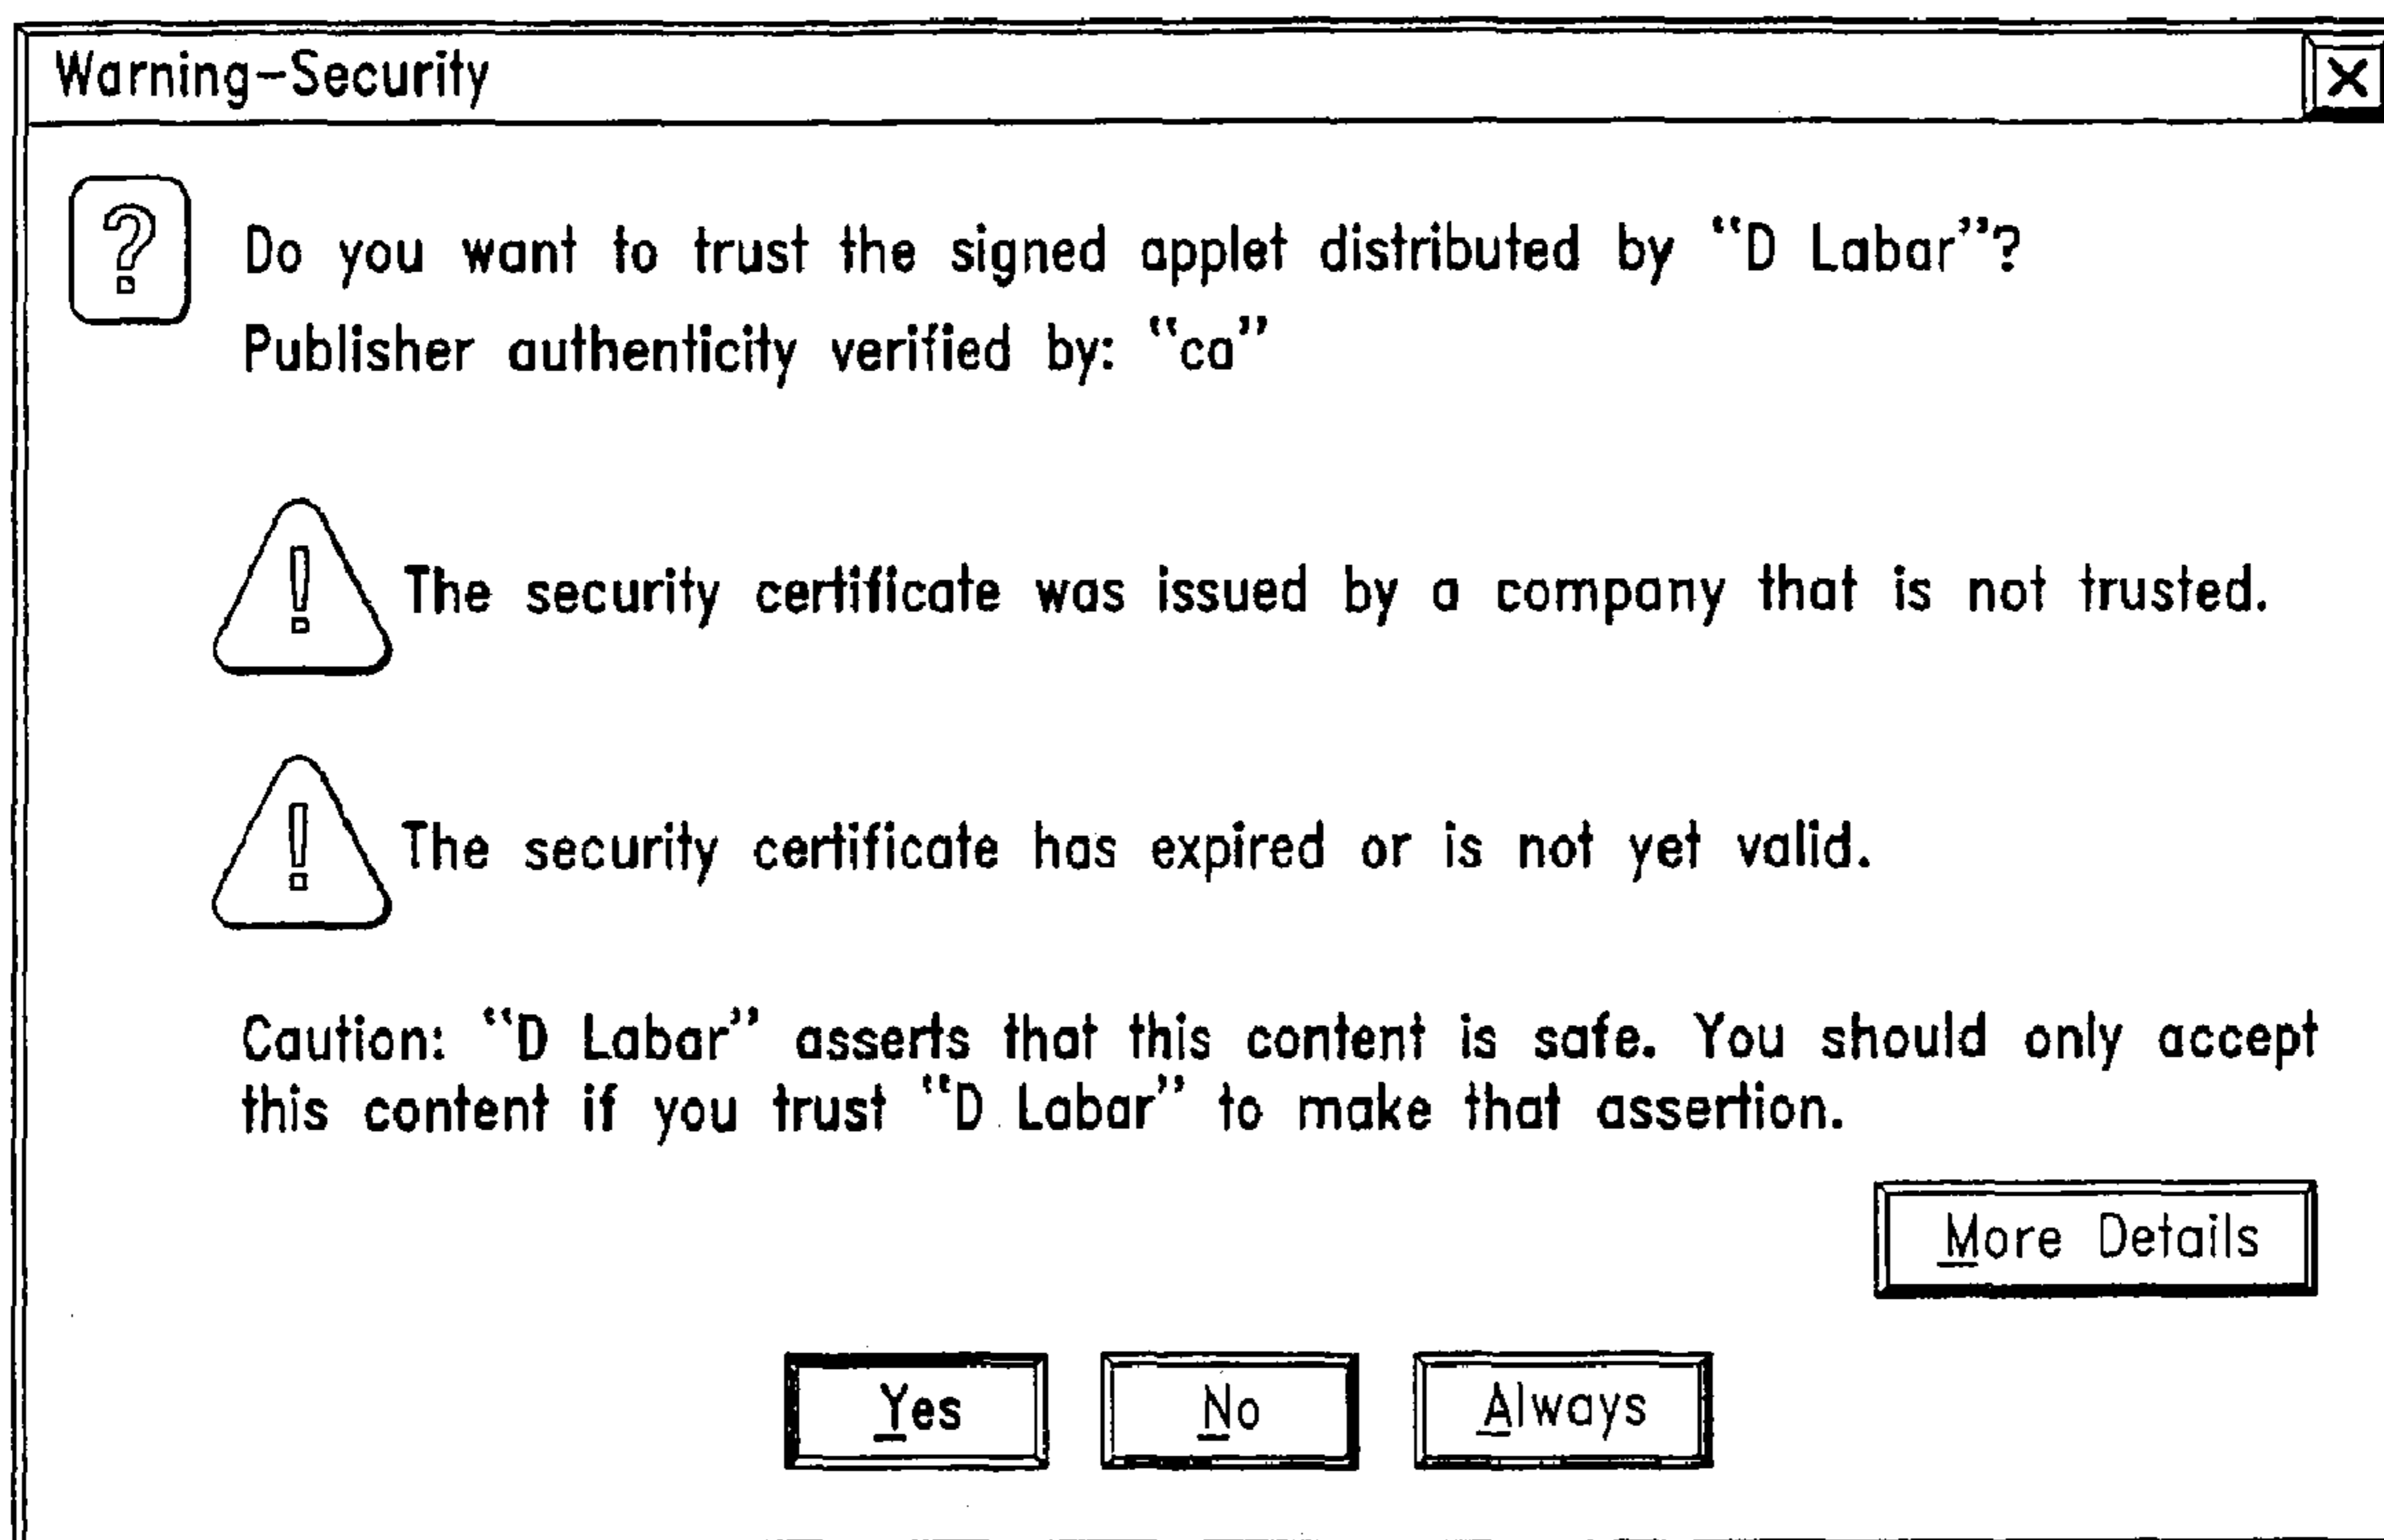 Warning-Security
X
?
Do you want to trust the signed applet distributed by “D Labar”?
Publisher authenticity verified by: “ca”
!
The security certificate was issued by a company that is not trusted.
!
The security certificate has expired or is not yet valid.
Caution: “D Labar” asserts that this content is safe. You should only accept
this content if you trust “D Labar” to make that assertion.
More Details
Yes No Always